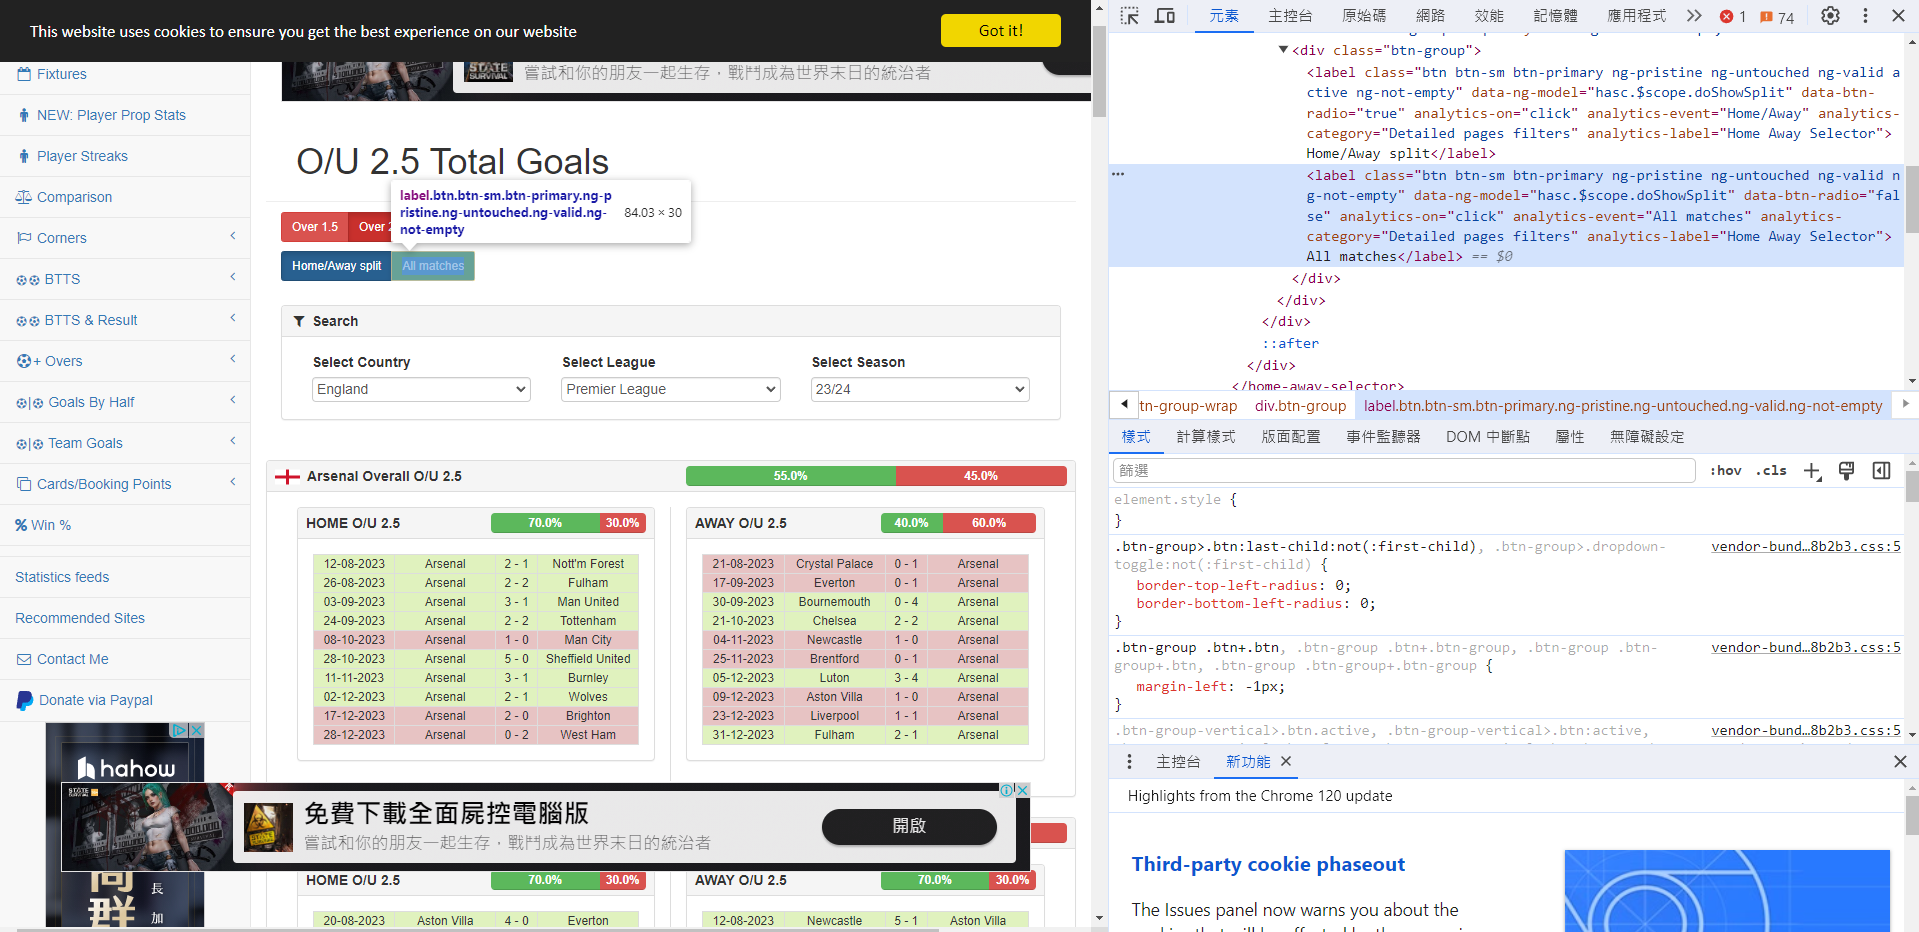 This website uses cookies to ensure you get the best experience on our website
Got it!
Fixtures
NEW: Player Prop Stats
Player Streaks
Comparison
Corners
BTTS
BTTS & Result
+ Overs
Goals By Half
Team Goals
Cards/Booking Points
Win %
Statistics feeds
Recommended Sites
Contact Me
Donate via Paypal
hahow
長
加
STATE
SURVIVAL
嘗試和你的朋友一起生存，戰鬥成為世界末日的統治者
O/U 2.5 Total Goals
label.btn.btn-sm.btn-primary.ng-p
ristine.ng-untouched.ng-valid.ng-
not-empty
84.03 × 30
Over 1.5
Over 2
Home/Away split
All matches
Search
Select Country
Select League
Select Season
England
Premier League
23/24
Arsenal Overall O/U 2.5
55.0%
45.0%
HOME O/U 2.5
70.0%
30.0%
12-08-2023 Arsenal 2 - 1 Nott'm Forest
26-08-2023 Arsenal 2 - 2 Fulham
03-09-2023 Arsenal 3 - 1 Man United
24-09-2023 Arsenal 2 - 2 Tottenham
08-10-2023 Arsenal 1 - 0 Man City
28-10-2023 Arsenal 5 - 0 Sheffield United
11-11-2023 Arsenal 3 - 1 Burnley
02-12-2023 Arsenal 2 - 1 Wolves
17-12-2023 Arsenal 2 - 0 Brighton
28-12-2023 Arsenal 0 - 2 West Ham
AWAY O/U 2.5
40.0%
60.0%
21-08-2023 Crystal Palace 0 - 1 Arsenal
17-09-2023 Everton 0 - 1 Arsenal
30-09-2023 Bournemouth 0 - 4 Arsenal
21-10-2023 Chelsea 2 - 2 Arsenal
04-11-2023 Newcastle 1 - 0 Arsenal
25-11-2023 Brentford 0 - 1 Arsenal
05-12-2023 Luton 3 - 4 Arsenal
09-12-2023 Aston Villa 1 - 0 Arsenal
23-12-2023 Liverpool 1 - 1 Arsenal
31-12-2023 Fulham 2 - 1 Arsenal
免費下載全面屍控電腦版
嘗試和你的朋友一起生存，戰鬥成為世界末日的統治者
開啟
HOME O/U 2.5
70.0%
30.0%
20-08-2023 Aston Villa 4 - 0 Everton
AWAY O/U 2.5
70.0%
30.0%
12-08-2023 Newcastle 5 - 1 Aston Villa
元素
主控台
原始碼
網路
效能
記憶體
應用程式
1
74
<div class="btn-group">
<label class="btn btn-sm btn-primary ng-pristine ng-untouched ng-valid a
ctive ng-not-empty" data-ng-model="hasc.$scope.doShowSplit" data-btn-
radio="true" analytics-on="click" analytics-event="Home/Away" analytics-
category="Detailed pages filters" analytics-label="Home Away Selector">
Home/Away split</label>
<label class="btn btn-sm btn-primary ng-pristine ng-untouched ng-valid n
g-not-empty" data-ng-model="hasc.$scope.doShowSplit" data-btn-radio="fal
se" analytics-on="click" analytics-event="All matches" analytics-
category="Detailed pages filters" analytics-label="Home Away Selector">
All matches</label> == $0
</div>
</div>
</div>
::after
</div>
</home-away-selector>
tn-group-wrap
div.btn-group
label.btn.btn-sm.btn-primary.ng-pristine.ng-untouched.ng-valid.ng-not-empty
樣式
計算樣式
版面配置
事件監聽器
DOM 中斷點
屬性
無障礙設定
篩選
:hov
.cls
element.style {
}
.btn-group>.btn:last-child:not(:first-child), .btn-group>.dropdown-
toggle:not(:first-child) {
vendor-bund…8b2b3.css:5
border-top-left-radius: 0;
border-bottom-left-radius: 0;
}
.btn-group .btn+.btn, .btn-group .btn+.btn-group, .btn-group .btn-
group+.btn, .btn-group .btn-group+.btn-group {
vendor-bund…8b2b3.css:5
margin-left: -1px;
}
.btn-group-vertical>.btn.active, .btn-group-vertical>.btn:active,
vendor-bund…8b2b3.css:5
主控台
新功能
Highlights from the Chrome 120 update
Third-party cookie phaseout
The Issues panel now warns you about the